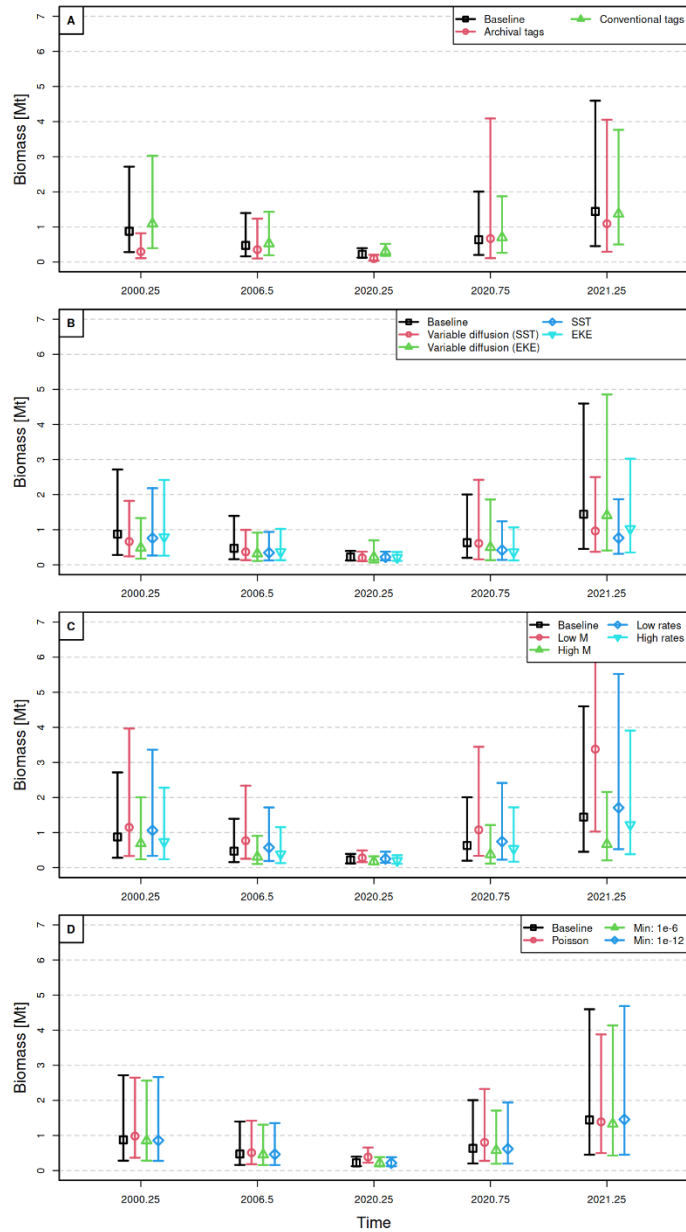 A
Baseline
Conventional tags
Archival tags
Biomass [Mt]
7
6
5
4
3
2
1
0
2000.25 2006.5 2020.25 2020.75 2021.25
B
Baseline
SST
Variable diffusion (SST)
EKE
Variable diffusion (EKE)
Biomass [Mt]
7
6
5
4
3
2
1
0
2000.25 2006.5 2020.25 2020.75 2021.25
C
Baseline
Low rates
Low M
High rates
High M
Biomass [Mt]
7
6
5
4
3
2
1
0
2000.25 2006.5 2020.25 2020.75 2021.25
D
Baseline
Min: 1e-6
Poisson
Min: 1e-12
Biomass [Mt]
7
6
5
4
3
2
1
0
2000.25 2006.5 2020.25 2020.75 2021.25
Time